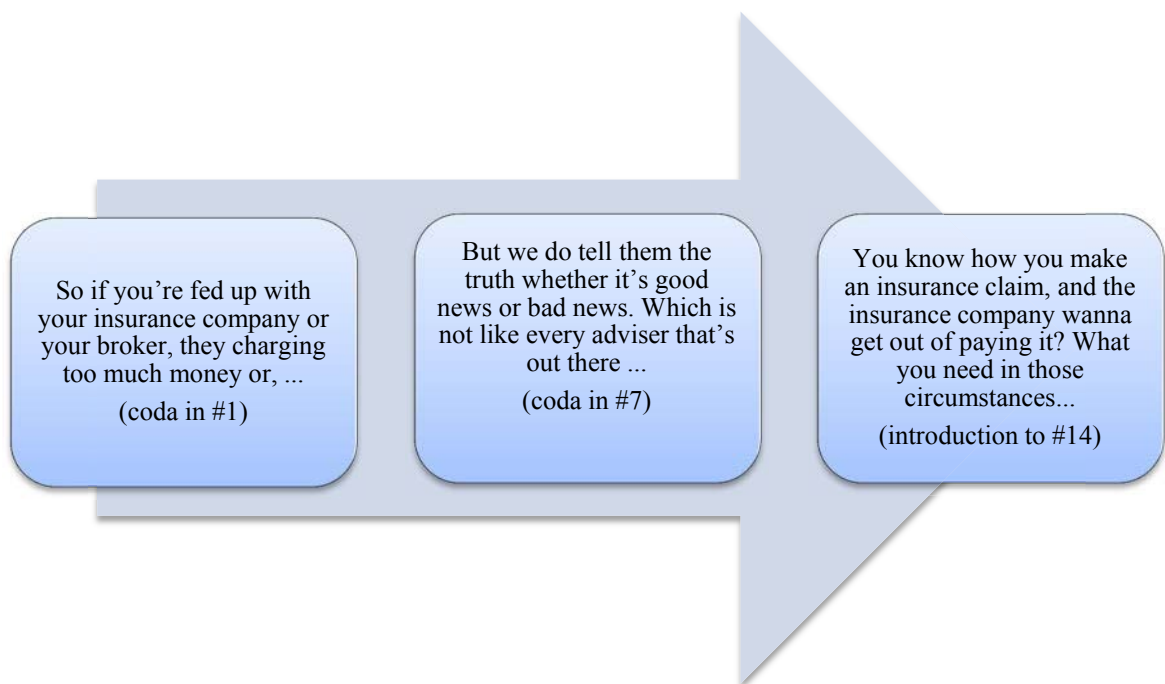 So if you’re fed up with
your insurance company or
your broker, they charging
too much money or, ...
(coda in #1)
But we do tell them the
truth whether it’s good
news or bad news. Which is
not like every adviser that’s
out there ...
(coda in #7)
You know how you make
an insurance claim, and the
insurance company wanna
get out of paying it? What
you need in those
circumstances...
(introduction to #14)